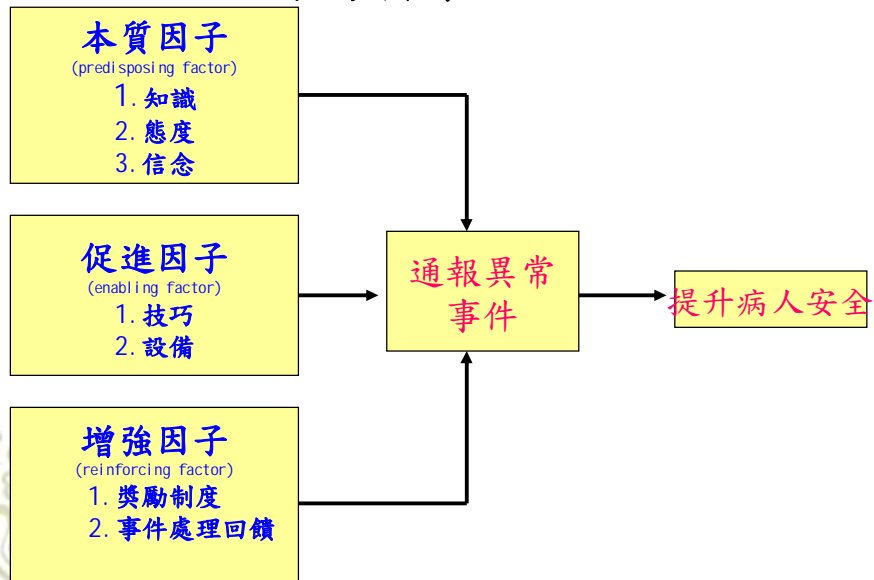 本質因子
(predisposing factor)
1. 知識
2. 態度
3. 信念
促進因子
(enabling factor)
1. 技巧
2. 設備
增強因子
(reinforcing factor)
1. 獎勵制度
2. 事件處理回饋
通報異常
事件
提升病人安全